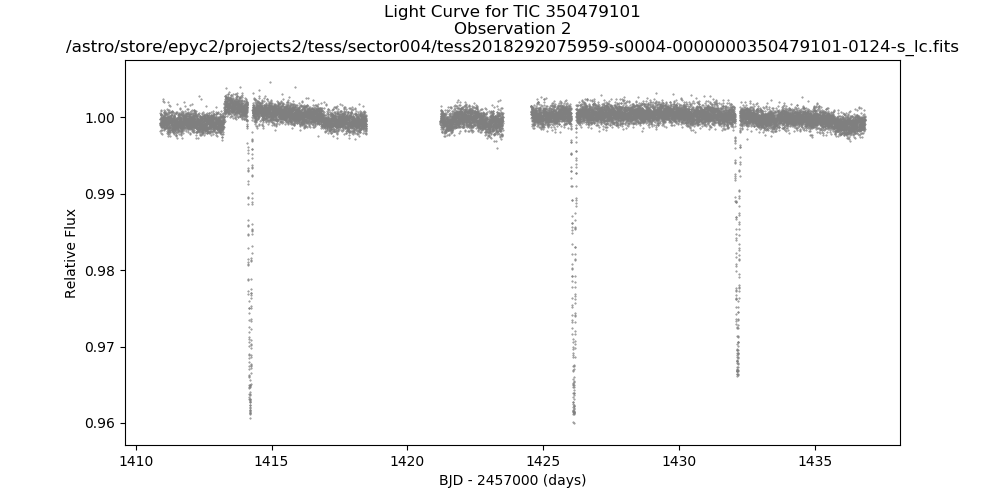 Light Curve for TIC 350479101
Observation 2
/astro/store/epyc2/projects2/tess/sector004/tess2018292075959-s0004-0000000350479101-0124-s_lc.fits
1.00
0.99
0.98
0.97
0.96
Relative Flux
1410
1415
1420
1425
1430
1435
BJD - 2457000 (days)